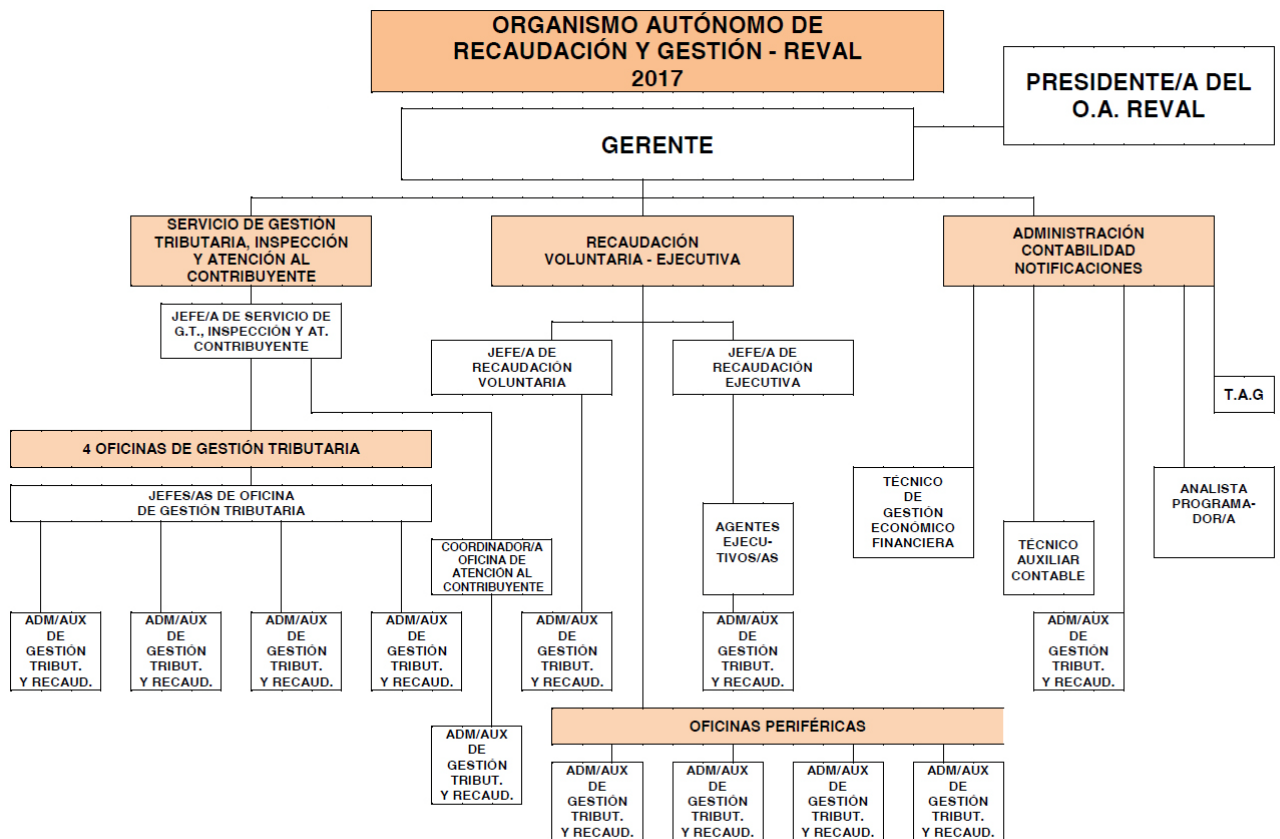 ORGANISMO AUTÓNOMO DE
RECAUDACIÓN Y GESTIÓN - REVAL
2017
PRESIDENTE/A DEL
O.A. REVAL
GERENTE
SERVICIO DE GESTIÓN
TRIBUTARIA, INSPECCIÓN
Y ATENCIÓN AL
CONTRIBUYENTE
RECAUDACIÓN
VOLUNTARIA - EJECUTIVA
ADMINISTRACIÓN
CONTABILIDAD
NOTIFICACIONES
JEFE/A DE SERVICIO DE
G.T., INSPECCIÓN Y AT.
CONTRIBUYENTE
JEFE/A DE
RECAUDACIÓN
VOLUNTARIA
JEFE/A DE
RECAUDACIÓN
EJECUTIVA
T.A.G
4 OFICINAS DE GESTIÓN TRIBUTARIA
JEFES/AS DE OFICINA
DE GESTIÓN TRIBUTARIA
TÉCNICO
DE
GESTIÓN
ECONÓMICO
FINANCIERA
ANALISTA
PROGRAMA-
DOR/A
AGENTES
EJECU-
TIVOS/AS
COORDINADOR/A
OFICINA DE
ATENCIÓN AL
CONTRIBUYENTE
TÉCNICO
AUXILIAR
CONTABLE
ADM/AUX
DE
GESTIÓN
TRIBUT.
Y RECAUD.
ADM/AUX
DE
GESTIÓN
TRIBUT.
Y RECAUD.
ADM/AUX
DE
GESTIÓN
TRIBUT.
Y RECAUD.
ADM/AUX
DE
GESTIÓN
TRIBUT.
Y RECAUD.
ADM/AUX
DE
GESTIÓN
TRIBUT.
Y RECAUD.
ADM/AUX
DE
GESTIÓN
TRIBUT.
Y RECAUD.
ADM/AUX
DE
GESTIÓN
TRIBUT.
Y RECAUD.
ADM/AUX
DE
GESTIÓN
TRIBUT.
Y RECAUD.
OFICINAS PERIFÉRICAS
ADM/AUX
DE
GESTIÓN
TRIBUT.
Y RECAUD.
ADM/AUX
DE
GESTIÓN
TRIBUT.
Y RECAUD.
ADM/AUX
DE
GESTIÓN
TRIBUT.
Y RECAUD.
ADM/AUX
DE
GESTIÓN
TRIBUT.
Y RECAUD.